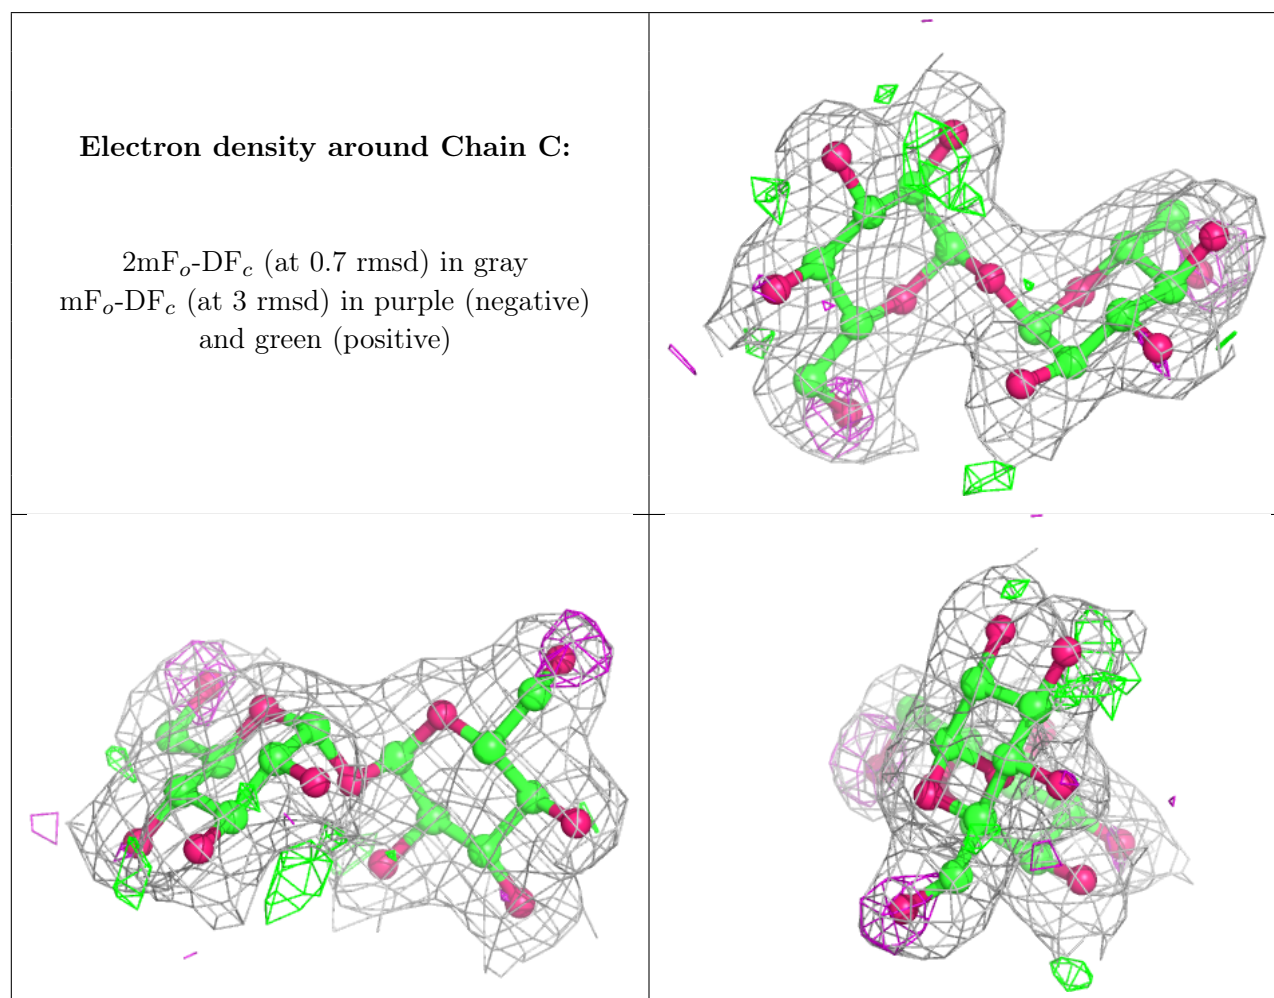 Electron density around Chain C:
2mFo-DFc (at 0.7 rmsd) in gray
mFo-DFc (at 3 rmsd) in purple (negative)
and green (positive)